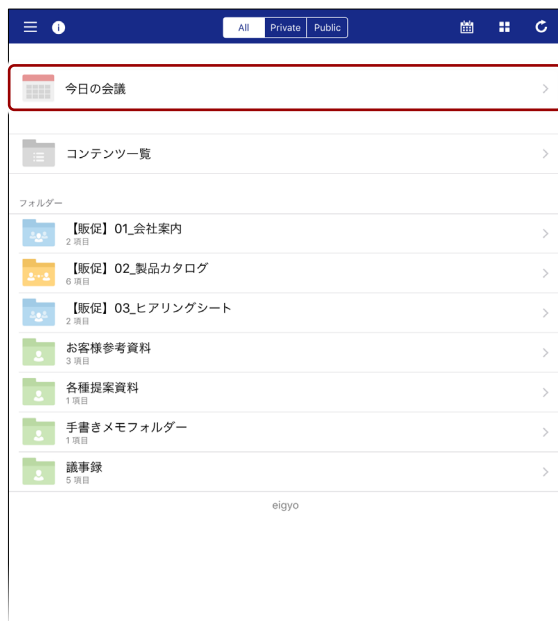 All Private Public
今日の会議
コンテンツ一覧
フォルダー
【販促】01_会社案内
2 項目
【販促】02_製品カタログ
6 項目
【販促】03_ヒアリングシート
2 項目
お客様参考資料
3 項目
各種提案資料
1 項目
手書きメモフォルダー
1 項目
議事録
5 項目
eigyo